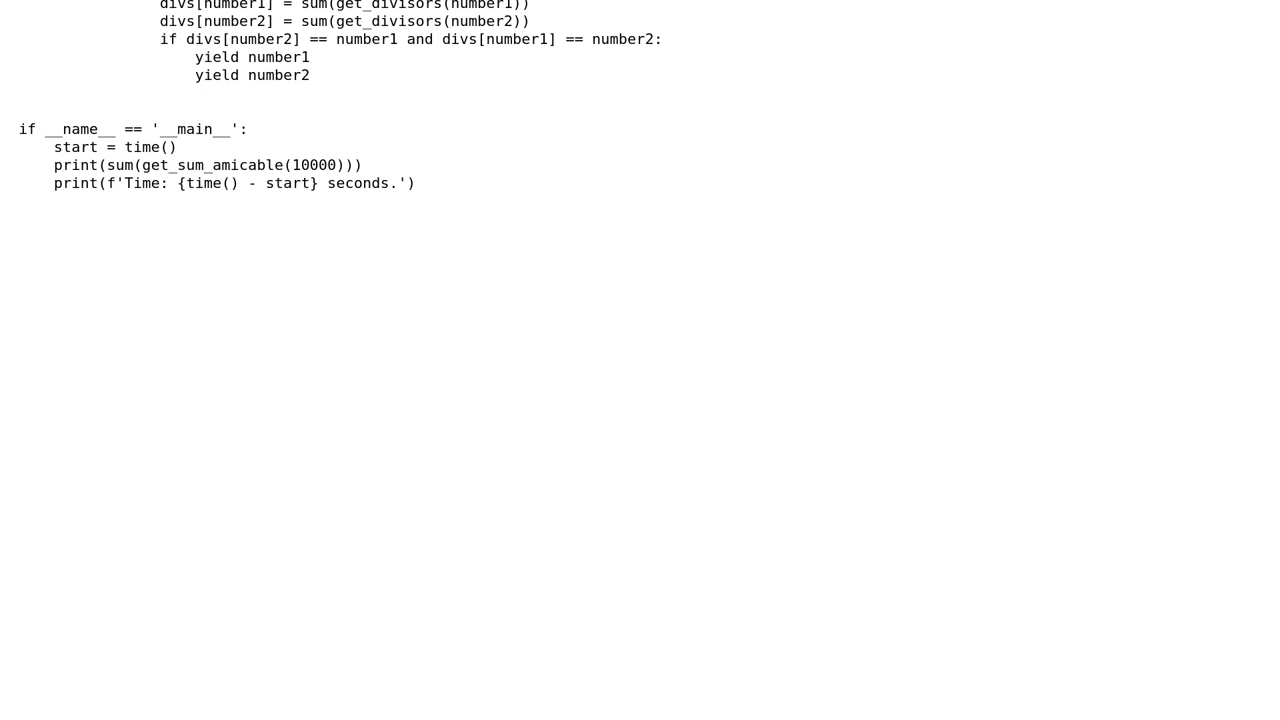 divs[number1] = sum(get_divisors(number1))
                divs[number2] = sum(get_divisors(number2))
                if divs[number2] == number1 and divs[number1] == number2:
                    yield number1
                    yield number2
if __name__ == '__main__':
    start = time()
    print(sum(get_sum_amicable(10000)))
    print(f'Time: {time() - start} seconds.')